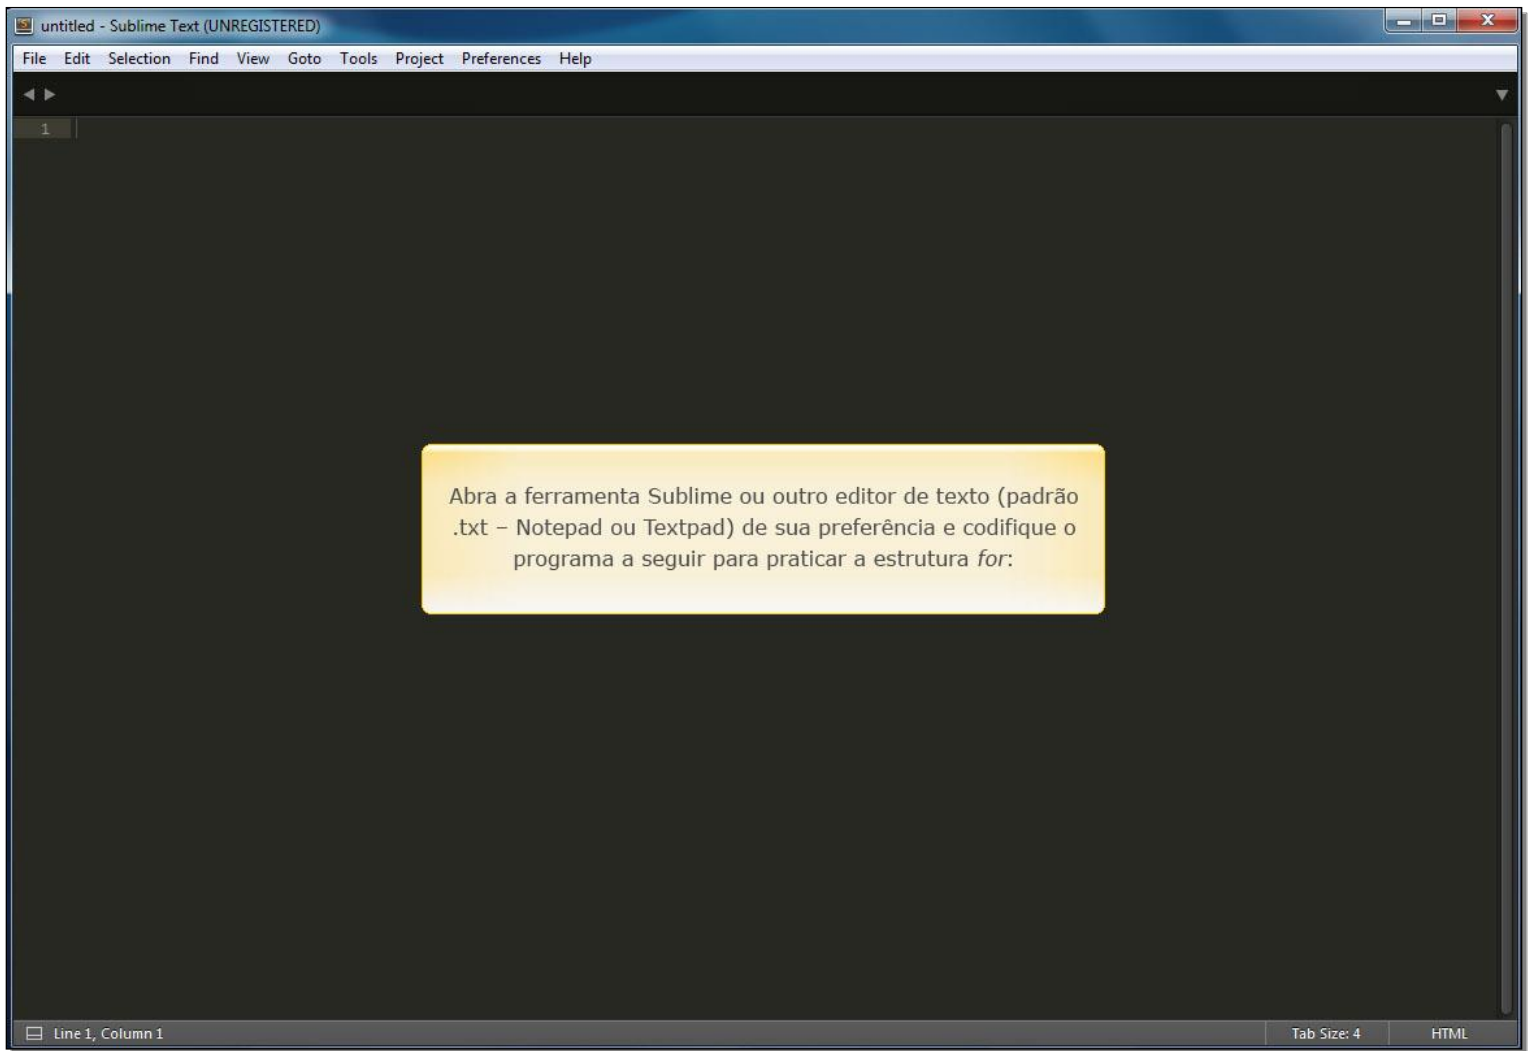 untitled - Sublime Text (UNREGISTERED)
File Edit Selection Find View Goto Tools Project Preferences Help
1
Abra a ferramenta Sublime ou outro editor de texto (padrão
.txt – Notepad ou Textpad) de sua preferência e codifique o
programa a seguir para praticar a estrutura for:
Line 1, Column 1 Tab Size: 4 HTML